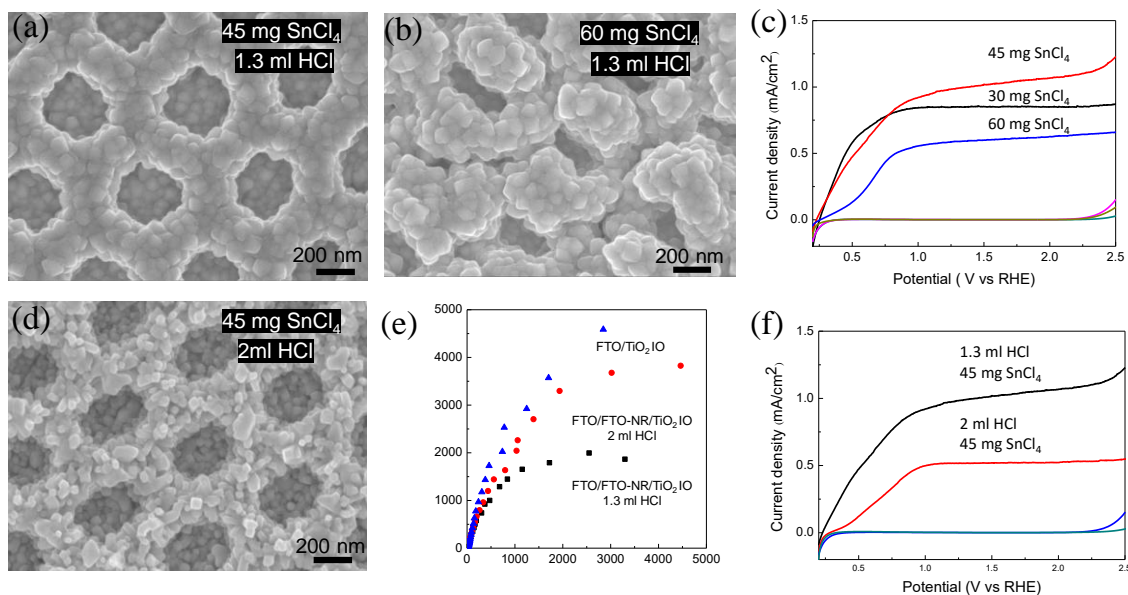 (a)
45 mg SnCl₄
1.3 ml HCl
200 nm
(b)
60 mg SnCl₄
1.3 ml HCl
200 nm
(c)
1.5
1.0
0.5
0.0
Current density (mA/cm²)
45 mg SnCl₄
30 mg SnCl₄
60 mg SnCl₄
0.5 1.0 1.5 2.0 2.5
Potential ( V vs RHE)
(d)
45 mg SnCl₄
2ml HCl
200 nm
(e)
5000
4000
3000
2000
1000
0
FTO/TiO₂ IO
FTO/FTO-NR/TiO₂ IO
2 ml HCl
FTO/FTO-NR/TiO₂ IO
1.3 ml HCl
0 1000 2000 3000 4000 5000
(f)
1.5
1.0
0.5
0.0
Current density (mA/cm²)
1.3 ml HCl
45 mg SnCl₄
2 ml HCl
45 mg SnCl₄
0.5 1.0 1.5 2.0 2.5
Potential (V vs RHE)